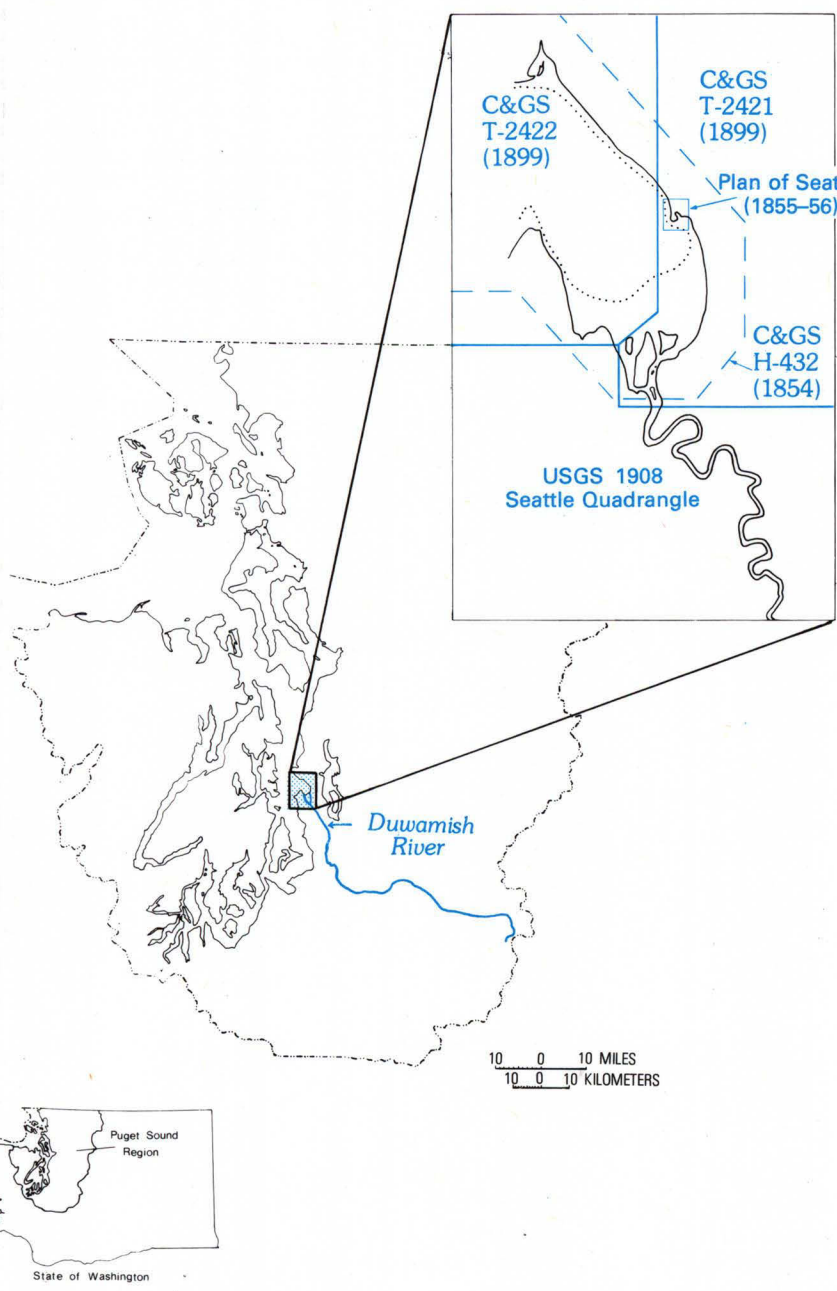 C&GS
T-2422
(1899)
C&GS
T-2421
(1899)
Plan of Seat
(1855–56)
C&GS
H-432
(1854)
USGS 1908
Seattle Quadrangle
Duwamish
River
10 0 10 MILES
10 0 10 KILOMETERS
Puget Sound
Region
State of Washington